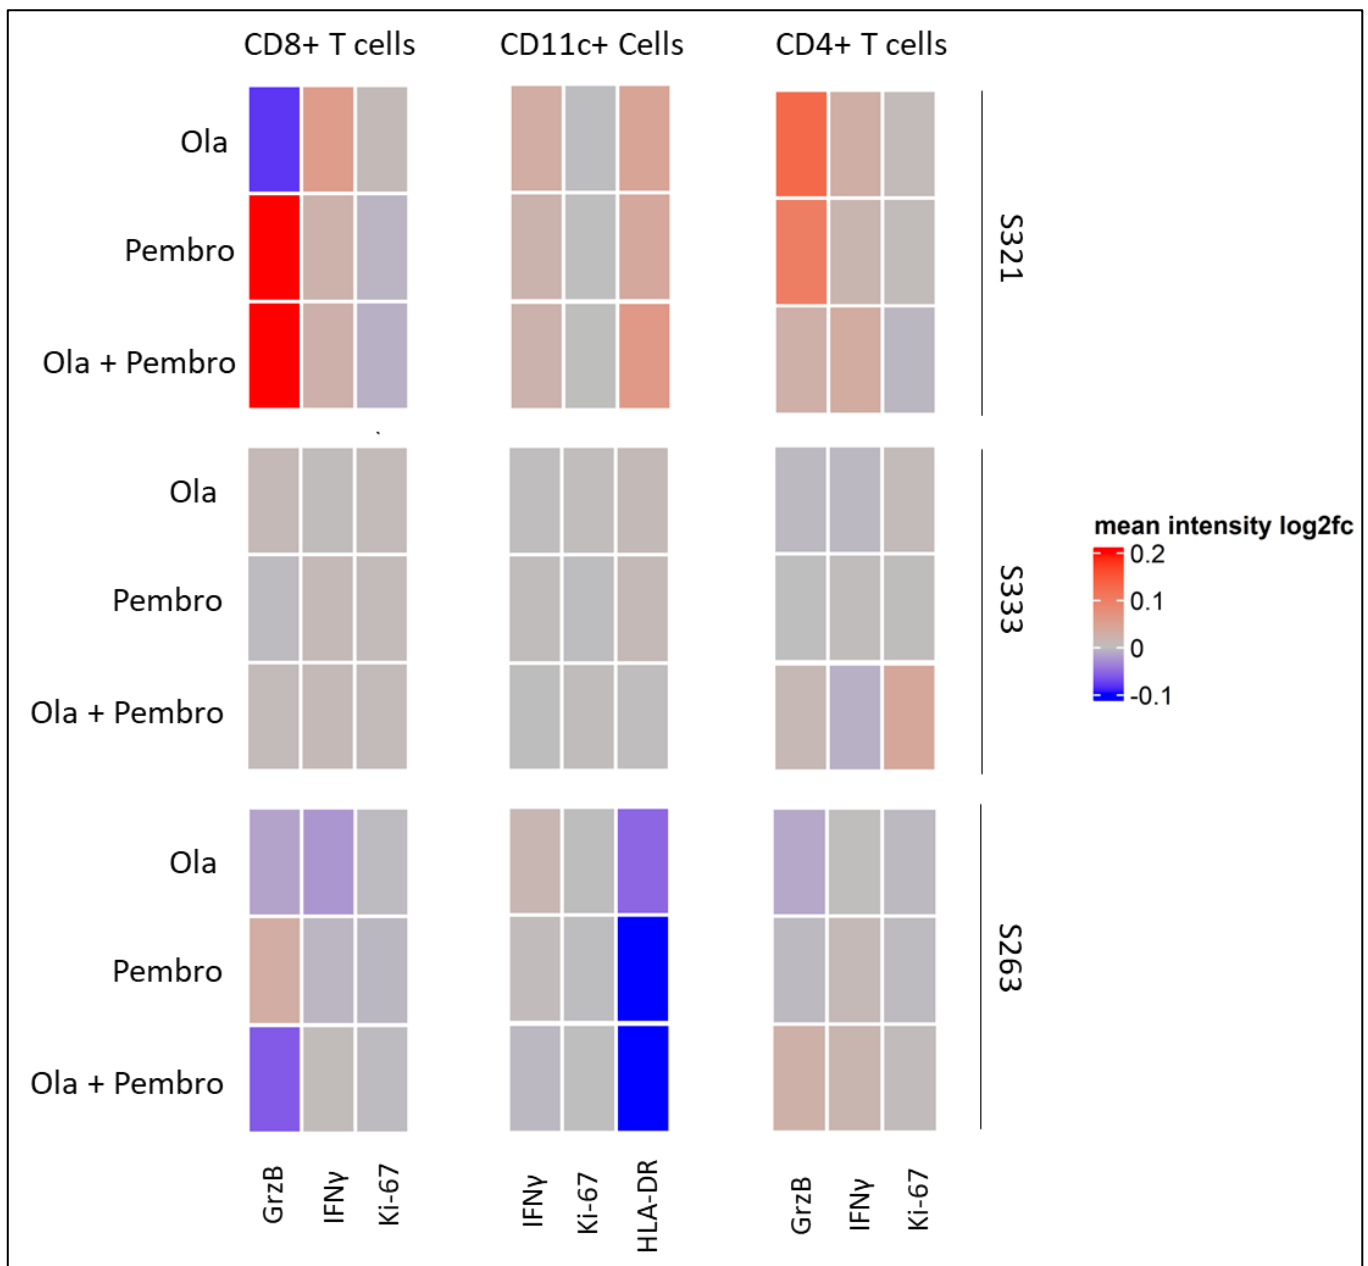 CD8+ T cells CD11c+ Cells CD4+ T cells
Ola
Pembro
Ola + Pembro
S321
Ola
Pembro
Ola + Pembro
S333
mean intensity log2fc
0.2
0.1
0
-0.1
Ola
Pembro
Ola + Pembro
S263
GrzB IFNγ Ki-67 IFNγ Ki-67 HLA-DR GrzB IFNγ Ki-67